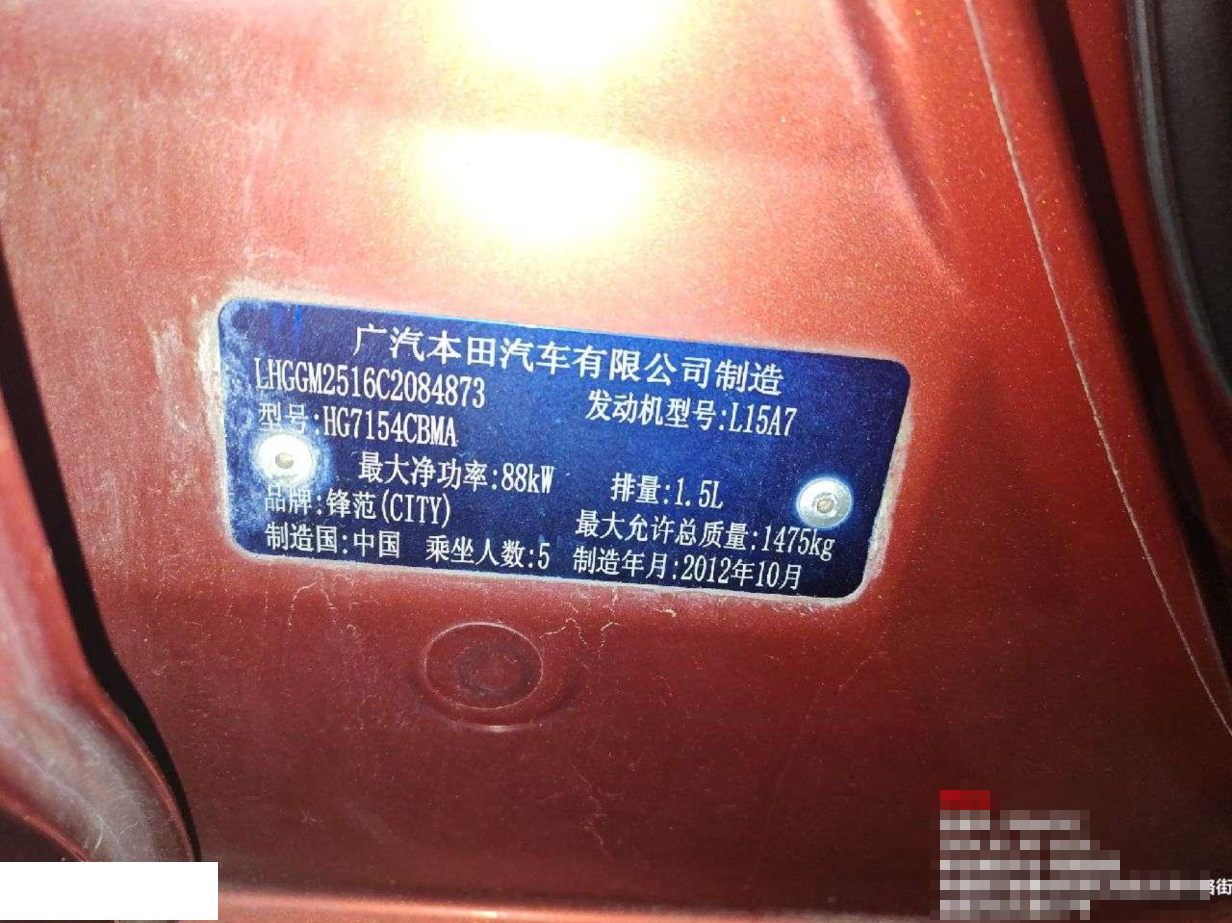 广汽本田汽车有限公司制造
LHGGM2516C2084873
发动机型号:L15A7
型号:HG7154CBMA
最大净功率:88kW 排量:1.5L
品牌:锋范(CITY) 最大允许总质量:1475kg
制造国:中国 乘坐人数:5 制造年月:2012年10月
路街